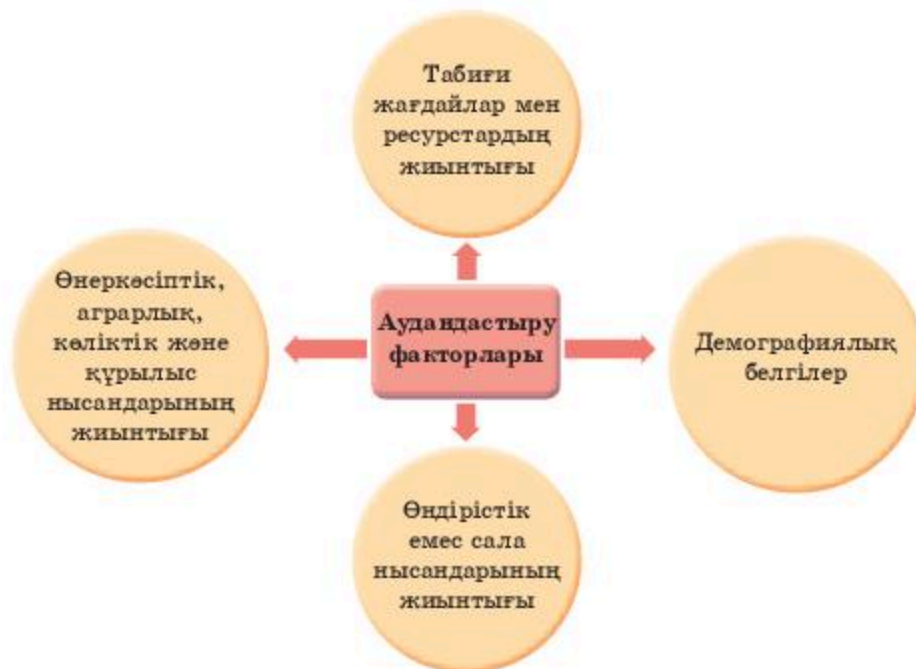 Табиғи
жағдайлар мен
ресурстардың
жиынтығы
Өнеркәсіптік,
аграрлық,
көліктік және
құрылыс
нысандарының
жиынтығы
Аудандастыру
факторлары
Демографиялық
белгілер
Өндірістік
емес сала
нысандарының
жиынтығы